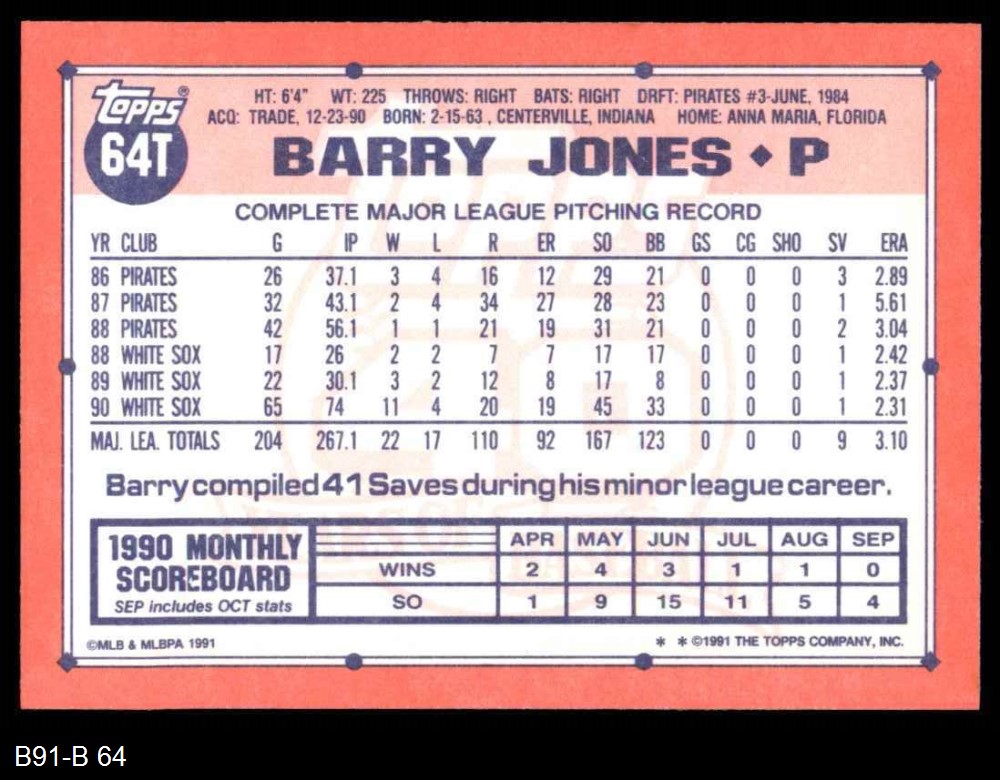 Topps®
64T
HT: 6'4" WT: 225 THROWS: RIGHT BATS: RIGHT DRFT: PIRATES #3-JUNE, 1984
ACQ: TRADE, 12-23-90 BORN: 2-15-63 , CENTERVILLE, INDIANA HOME: ANNA MARIA, FLORIDA
BARRY JONES ♦ P
COMPLETE MAJOR LEAGUE PITCHING RECORD
YR CLUB G IP W L R ER SO BB GS CG SHO SV ERA
86 PIRATES 26 37.1 3 4 16 12 29 21 0 0 0 3 2.89
87 PIRATES 32 43.1 2 4 34 27 28 23 0 0 0 1 5.61
88 PIRATES 42 56.1 1 1 21 19 31 21 0 0 0 2 3.04
88 WHITE SOX 17 26 2 2 7 7 17 17 0 0 0 1 2.42
89 WHITE SOX 22 30.1 3 2 12 8 17 8 0 0 0 1 2.37
90 WHITE SOX 65 74 11 4 20 19 45 33 0 0 0 1 2.31
MAJ. LEA. TOTALS 204 267.1 22 17 110 92 167 123 0 0 0 9 3.10
Barry compiled 41 Saves during his minor league career.
1990 MONTHLY
SCOREBOARD
SEP includes OCT stats
APR MAY JUN JUL AUG SEP
WINS 2 4 3 1 1 0
SO 1 9 15 11 5 4
©MLB & MLBPA 1991
* * ©1991 THE TOPPS COMPANY, INC.
B91-B 64